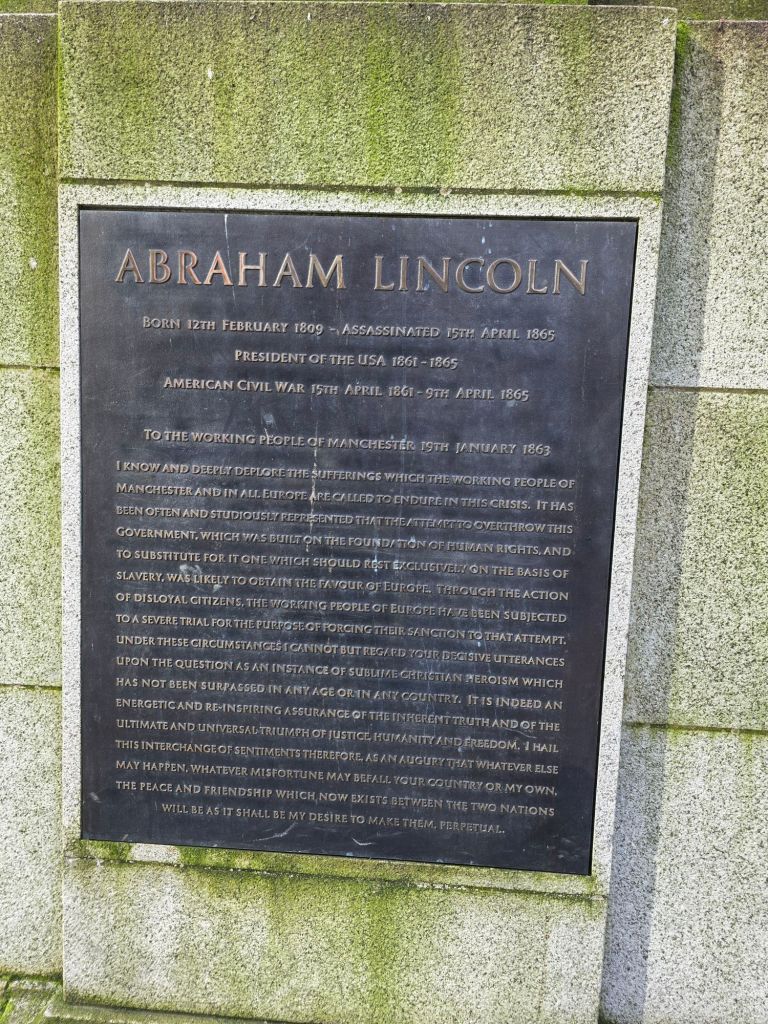 ABRAHAM LINCOLN
BORN 12TH FEBRUARY 1809 - ASSASSINATED 15TH APRIL 1865
PRESIDENT OF THE USA 1861 - 1865
AMERICAN CIVIL WAR 15TH APRIL 1861 - 9TH APRIL 1865
TO THE WORKING PEOPLE OF MANCHESTER 19TH JANUARY 1863
I KNOW AND DEEPLY DEPLORE THE SUFFERINGS WHICH THE WORKING PEOPLE OF
MANCHESTER AND IN ALL EUROPE ARE CALLED TO ENDURE IN THIS CRISIS. IT HAS
BEEN OFTEN AND STUDIOUSLY REPRESENTED THAT THE ATTEMPT TO OVERTHROW THIS
GOVERNMENT, WHICH WAS BUILT ON THE FOUNDATION OF HUMAN RIGHTS, AND
TO SUBSTITUTE FOR IT ONE WHICH SHOULD REST EXCLUSIVELY ON THE BASIS OF
SLAVERY, WAS LIKELY TO OBTAIN THE FAVOUR OF EUROPE. THROUGH THE ACTION
OF DISLOYAL CITIZENS, THE WORKING PEOPLE OF EUROPE HAVE BEEN SUBJECTED
TO A SEVERE TRIAL FOR THE PURPOSE OF FORCING THEIR SANCTION TO THAT ATTEMPT.
UNDER THESE CIRCUMSTANCES I CANNOT BUT REGARD YOUR DECISIVE UTTERANCES
UPON THE QUESTION AS AN INSTANCE OF SUBLIME CHRISTIAN HEROISM WHICH
HAS NOT BEEN SURPASSED IN ANY AGE OR IN ANY COUNTRY. IT IS INDEED AN
ENERGETIC AND RE-INSPIRING ASSURANCE OF THE INHERENT TRUTH AND OF THE
ULTIMATE AND UNIVERSAL TRIUMPH OF JUSTICE, HUMANITY AND FREEDOM. I HAIL
THIS INTERCHANGE OF SENTIMENTS THEREFORE, AS AN AUGURY THAT WHATEVER ELSE
MAY HAPPEN, WHATEVER MISFORTUNE MAY BEFALL YOUR COUNTRY OR MY OWN,
THE PEACE AND FRIENDSHIP WHICH NOW EXISTS BETWEEN THE TWO NATIONS
WILL BE AS IT SHALL BE MY DESIRE TO MAKE THEM, PERPETUAL.